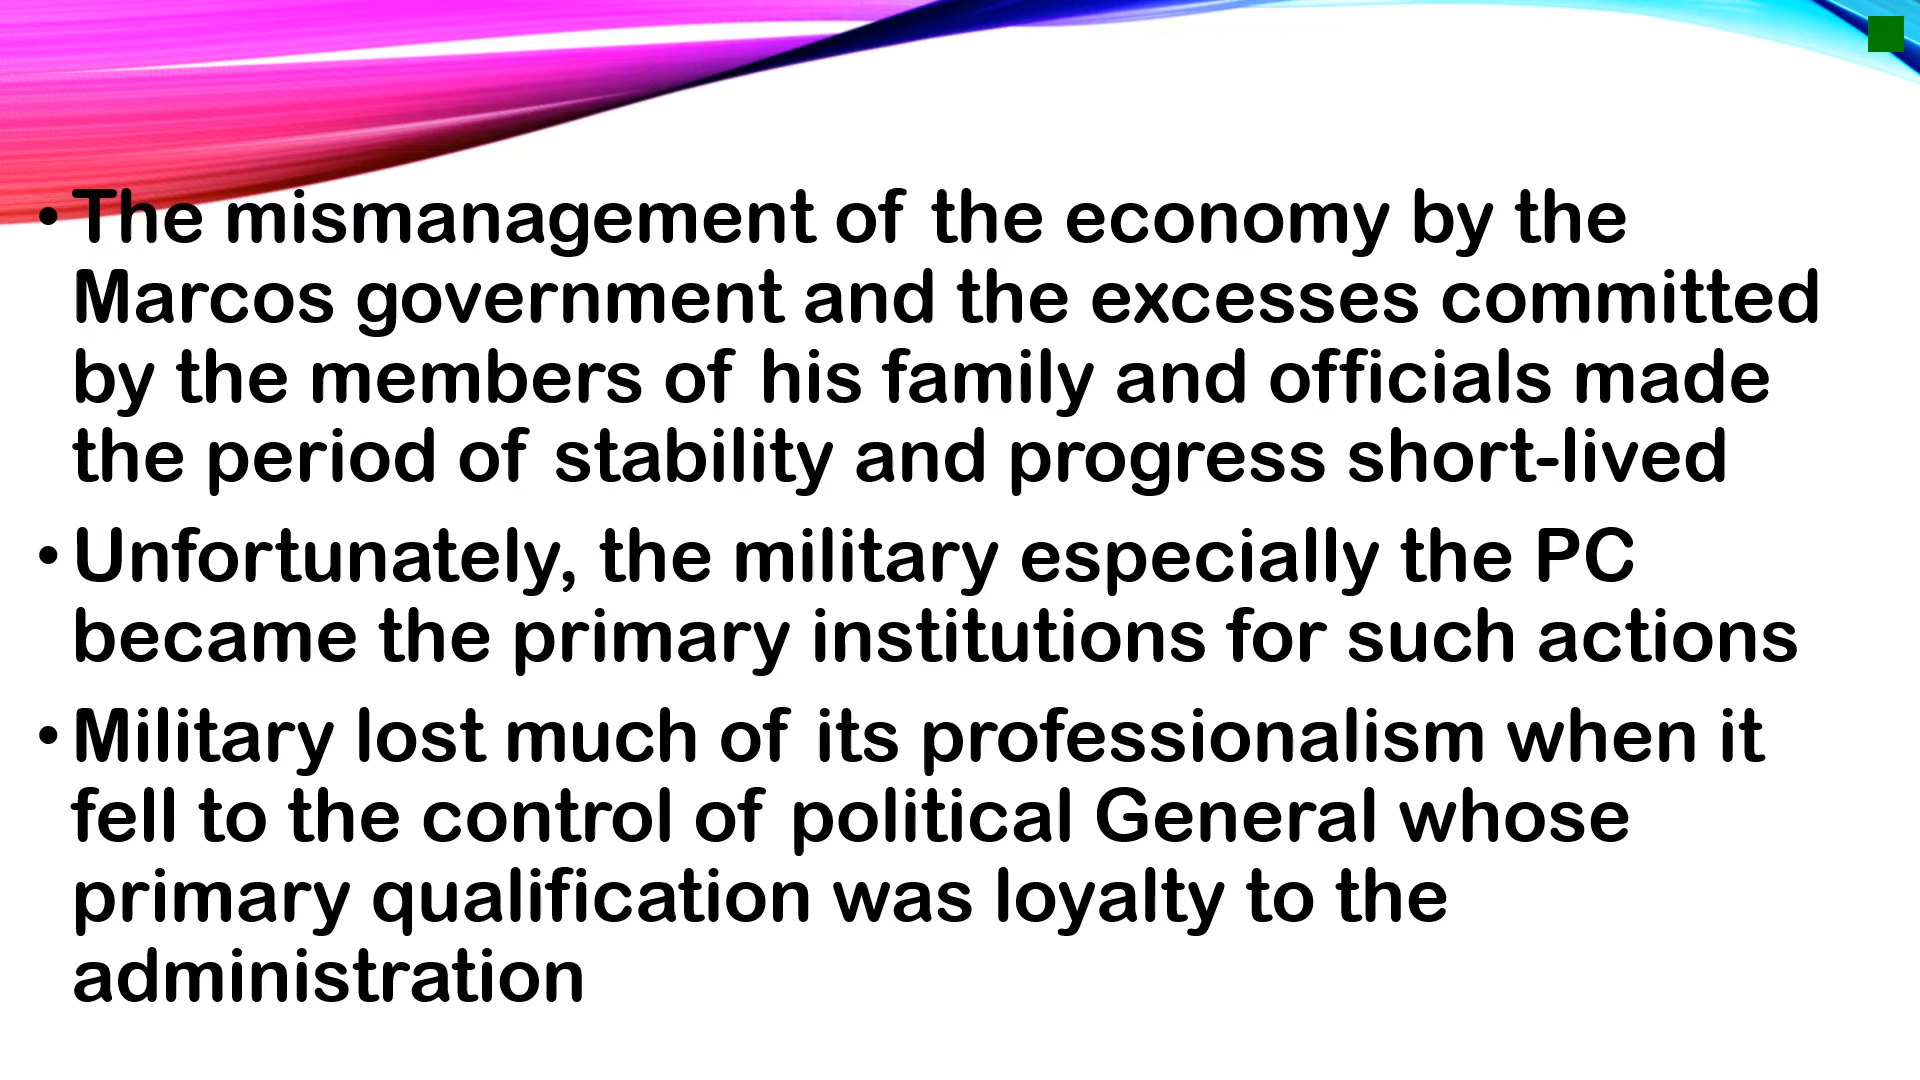 • The mismanagement of the economy by the
Marcos government and the excesses committed
by the members of his family and officials made
the period of stability and progress short-lived
• Unfortunately, the military especially the PC
became the primary institutions for such actions
• Military lost much of its professionalism when it
fell to the control of political General whose
primary qualification was loyalty to the
administration